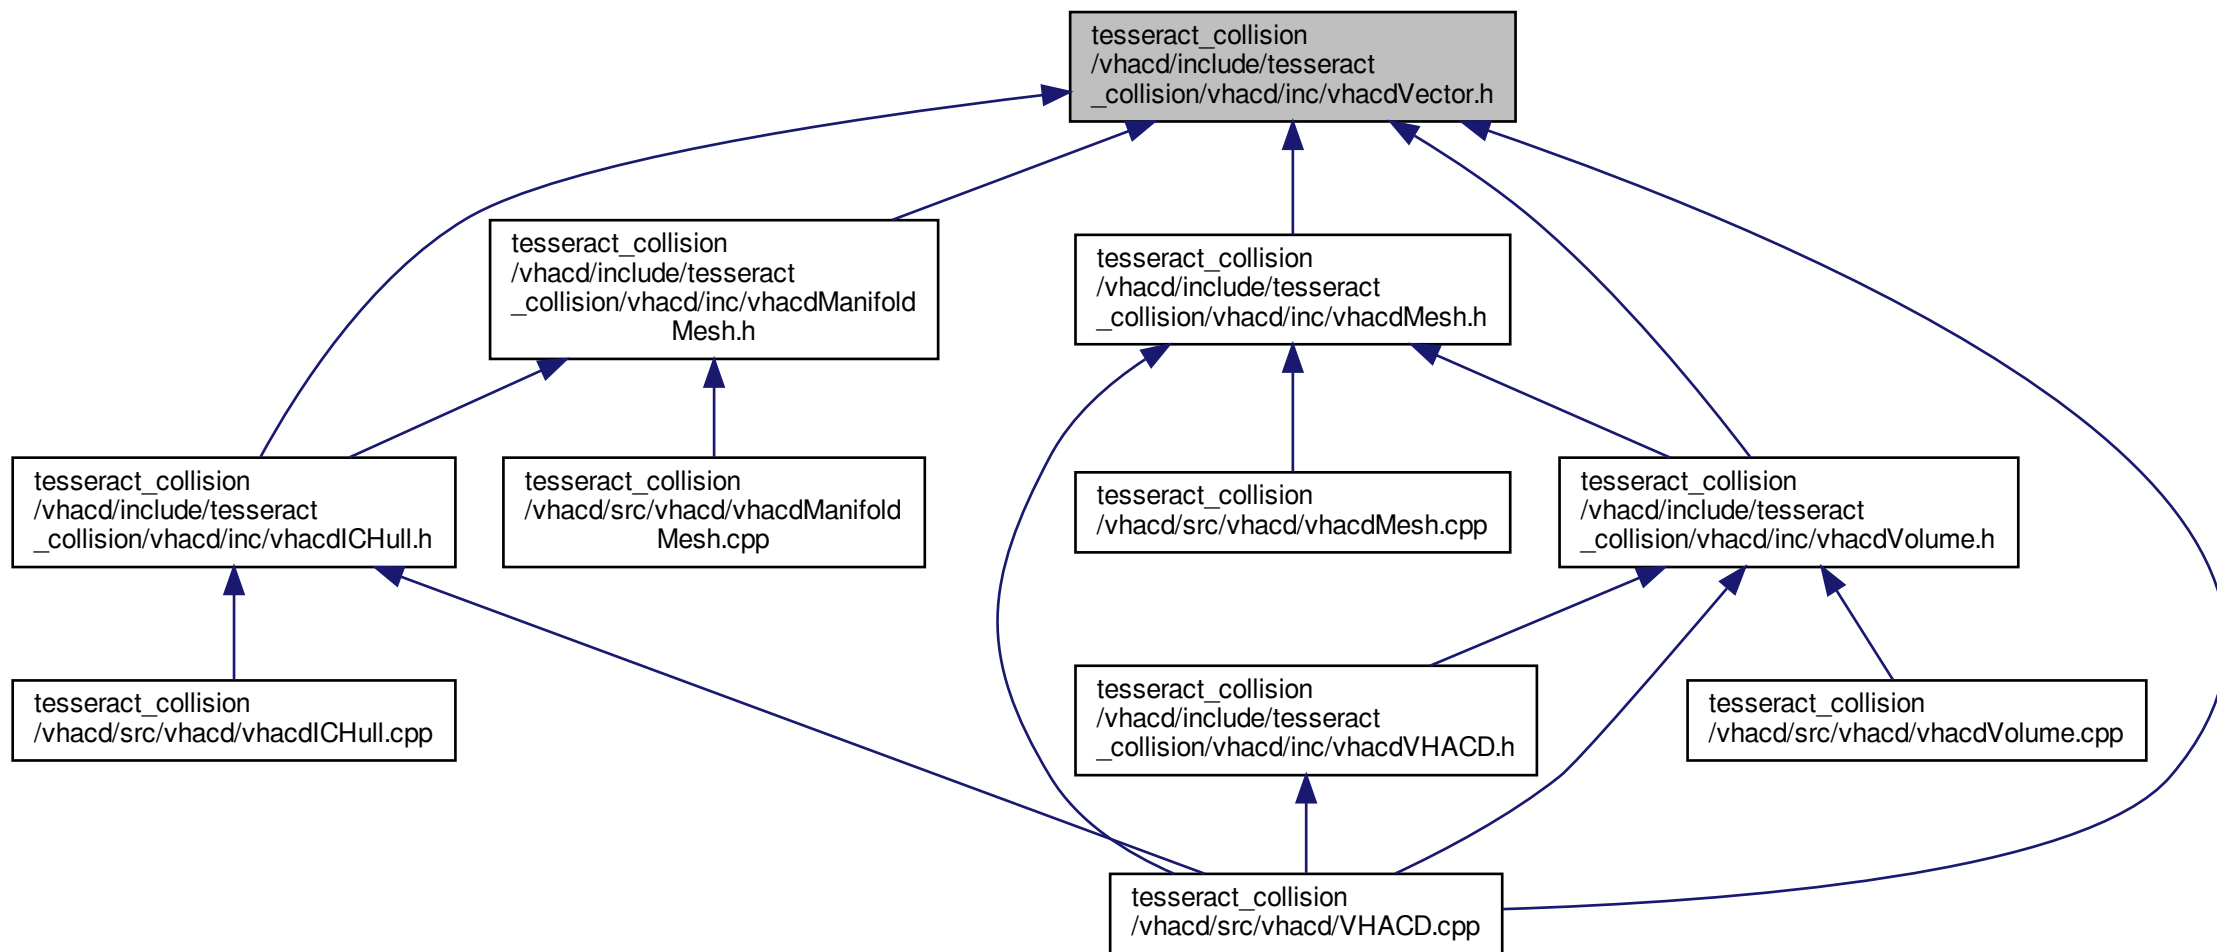 tesseract_collision
/vhacd/include/tesseract
_collision/vhacd/inc/vhacdVector.h
tesseract_collision
/vhacd/include/tesseract
_collision/vhacd/inc/vhacdManifold
Mesh.h
tesseract_collision
/vhacd/include/tesseract
_collision/vhacd/inc/vhacdMesh.h
tesseract_collision
/vhacd/include/tesseract
_collision/vhacd/inc/vhacdICHull.h
tesseract_collision
/vhacd/src/vhacd/vhacdManifold
Mesh.cpp
tesseract_collision
/vhacd/src/vhacd/vhacdMesh.cpp
tesseract_collision
/vhacd/include/tesseract
_collision/vhacd/inc/vhacdVolume.h
tesseract_collision
/vhacd/src/vhacd/vhacdICHull.cpp
tesseract_collision
/vhacd/include/tesseract
_collision/vhacd/inc/vhacdVHACD.h
tesseract_collision
/vhacd/src/vhacd/vhacdVolume.cpp
tesseract_collision
/vhacd/src/vhacd/VHACD.cpp